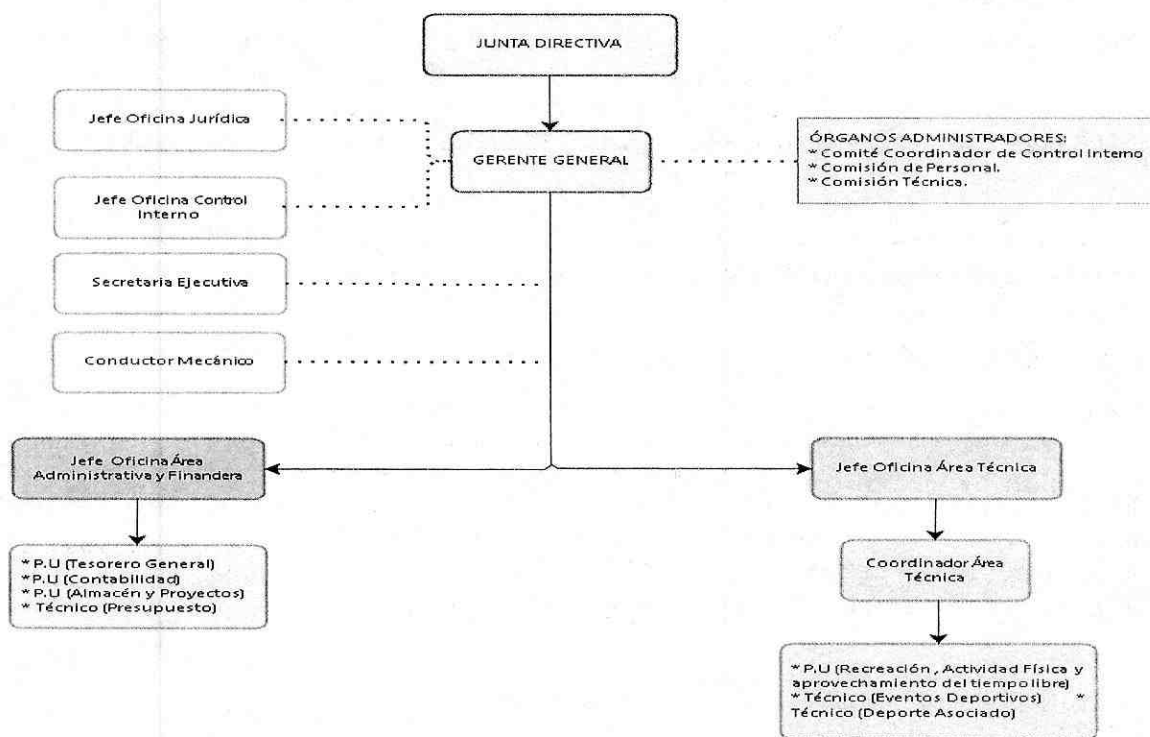 JUNTA DIRECTIVA
Jefe Oficina Jurídica
GERENTE GENERAL
ÓRGANOS ADMINISTRADORES:
* Comité Coordinador de Control Interno
* Comisión de Personal.
* Comisión Técnica.
Jefe Oficina Control
Interno
Secretaria Ejecutiva
Conductor Mecánico
Jefe Oficina Área
Administrativa y Financiera
Jefe Oficina Área Técnica
* P.U (Tesorero General)
* P.U (Contabilidad)
* P.U (Almacén y Proyectos)
* Técnico (Presupuesto)
Coordinador Área
Técnica
* P.U (Recreación , Actividad Física y
aprovechamiento del tiempo libre)
* Técnico (Eventos Deportivos) *
Técnico (Deporte Asociado)